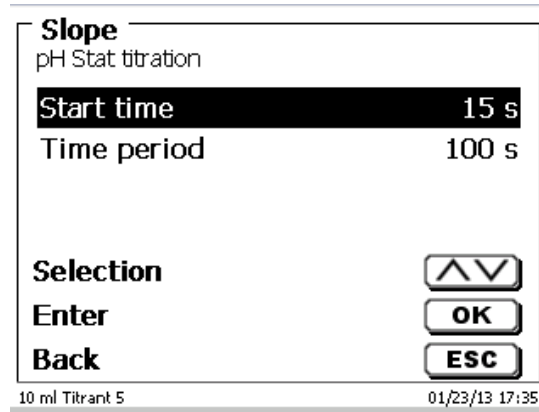 Slope
pH Stat titration
Start time 15 s
Time period 100 s
Selection
Enter OK
Back ESC
10 ml Titrant 5 01/23/13 17:35